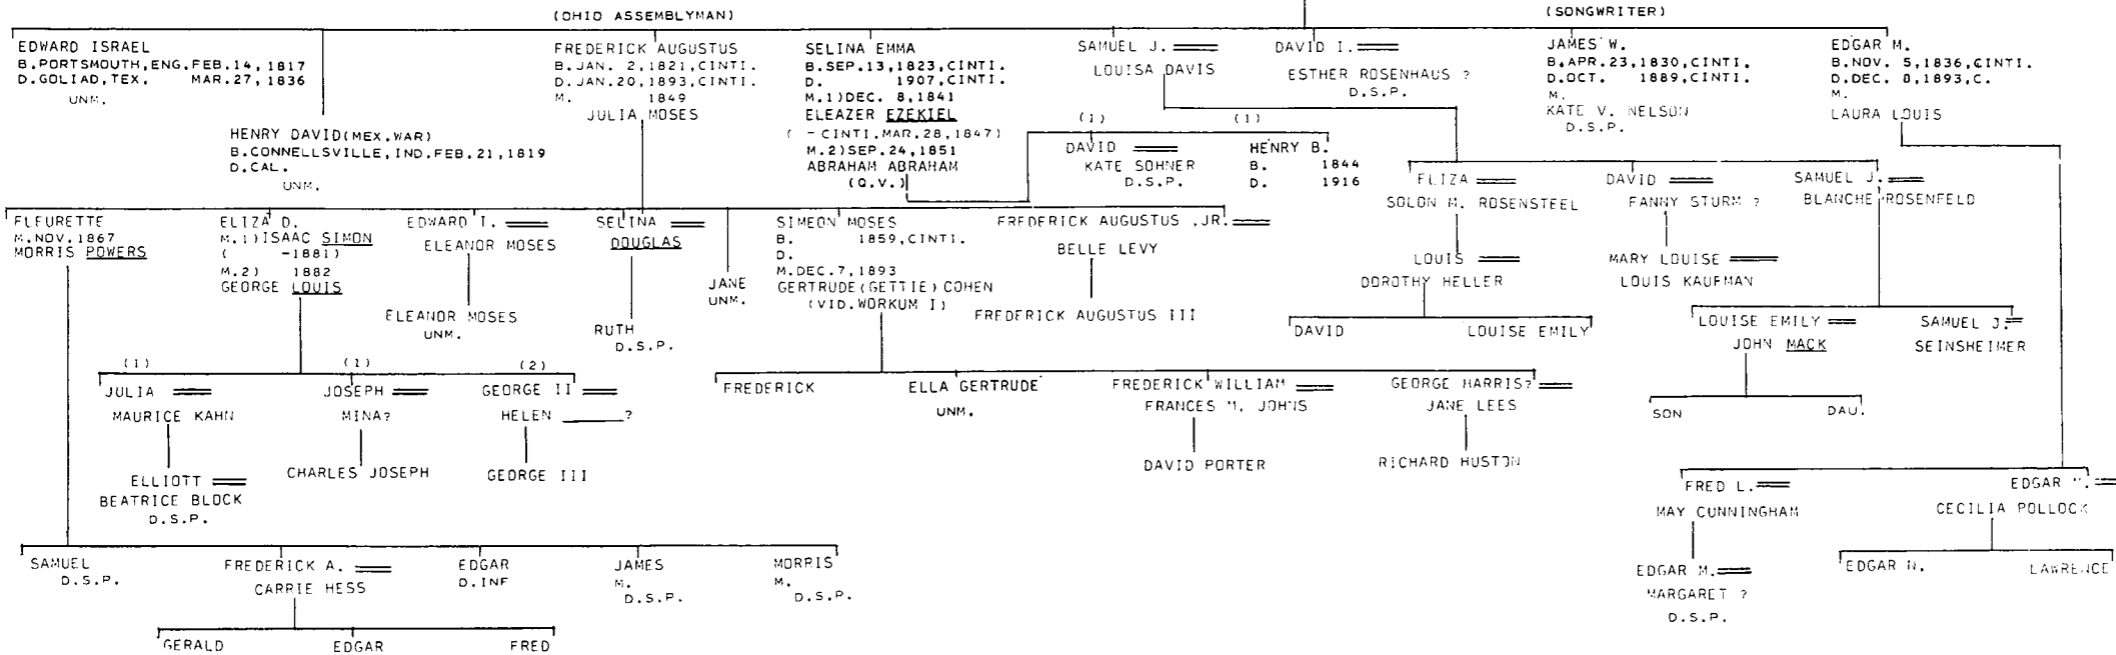 (OHIO ASSEMBLYMAN)
(SONGWRITER)
EDWARD ISRAEL
B.PORTSMOUTH,ENG.FEB.14,1817
D.GOLIAD,TEX. MAR.27,1836
UNM.
HENRY DAVID(MEX.WAR)
B.CONNELLSVILLE,IND.FEB.21,1819
D.CAL.
UNM.
FREDERICK AUGUSTUS
B.JAN. 2,1821,CINTI.
D.JAN.20,1893,CINTI.
M. 1849
JULIA MOSES
SELINA EMMA
B.SEP.13,1823,CINTI.
D. 1907,CINTI.
M.1)DEC. 8,1841
ELEAZER EZEKIEL
( -CINTI.MAR.28,1847)
M.2)SEP.24,1851
ABRAHAM ABRAHAM
(Q.V.)
SAMUEL J.
LOUISA DAVIS
DAVID I.
ESTHER ROSENHAUS ?
D.S.P.
JAMES W.
B.APR.23,1830,CINTI.
D.OCT. 1889,CINTI.
M.
KATE V. NELSON
D.S.P.
EDGAR M.
B.NOV. 5,1836,CINTI.
D.DEC. 8,1893,C.
M.
LAURA LOUIS
(1)
DAVID
KATE SOHNER
D.S.P.
(1)
HENRY B.
B. 1844
D. 1916
ELIZA
SOLON M. ROSENSTEEL
DAVID
FANNY STURM ?
SAMUEL J.
BLANCHE ROSENFELD
FLEURETTE
M.NOV.1867
MORRIS POWERS
ELIZA D.
M.1)ISAAC SIMON
( -1881)
M.2) 1882
GEORGE LOUIS
EDWARD I.
ELEANOR MOSES
SELINA
DOUGLAS
JANE
UNM.
SIMEON MOSES
B. 1859,CINTI.
D.
M.DEC.7,1893
GERTRUDE(GETTIE)COHEN
(VID.WORKUM I)
FREDERICK AUGUSTUS ,JR.
BELLE LEVY
LOUIS
DOROTHY HELLER
MARY LOUISE
LOUIS KAUFMAN
ELEANOR MOSES
UNM.
RUTH
D.S.P.
FREDERICK AUGUSTUS III
DAVID
LOUISE EMILY
LOUISE EMILY
JOHN MACK
SAMUEL J.
SEINSHEIMER
(1)
JULIA
MAURICE KAHN
(1)
JOSEPH
MINA?
(2)
GEORGE II
HELEN ______?
FREDERICK
ELLA GERTRUDE
UNM.
FREDERICK WILLIAM
FRANCES M. JOHNS
GEORGE HARRIS?
JANE LEES
SON
DAU.
ELLIOTT
BEATRICE BLOCK
D.S.P.
CHARLES JOSEPH
GEORGE III
DAVID PORTER
RICHARD HUSTON
FRED L.
MAY CUNNINGHAM
EDGAR
CECILIA POLLOCK
SAMUEL
D.S.P.
FREDERICK A.
CARRIE HESS
EDGAR
D.INF
JAMES
M.
D.S.P.
MORRIS
M.
D.S.P.
EDGAR M.
MARGARET ?
D.S.P.
EDGAR N.
LAWRENCE
GERALD
EDGAR
FRED